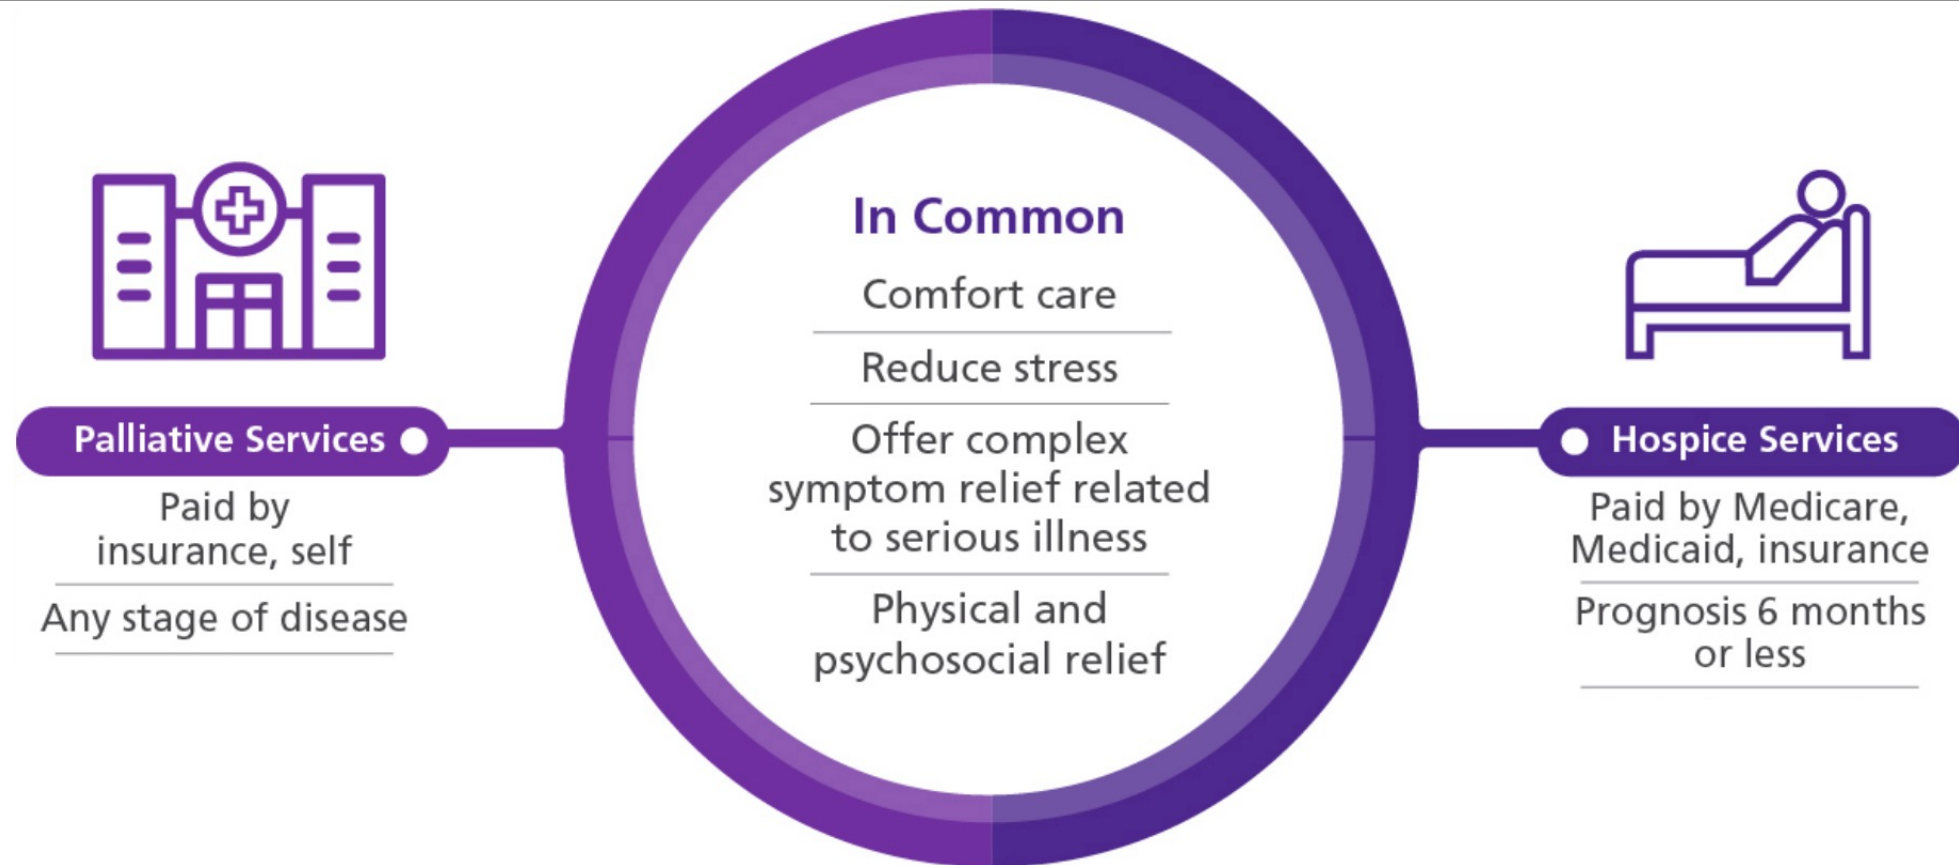 In Common
Comfort care
Reduce stress
Offer complex
symptom relief related
to serious illness
Physical and
psychosocial relief
Palliative Services
Paid by
insurance, self
Any stage of disease
Hospice Services
Paid by Medicare,
Medicaid, insurance
Prognosis 6 months
or less